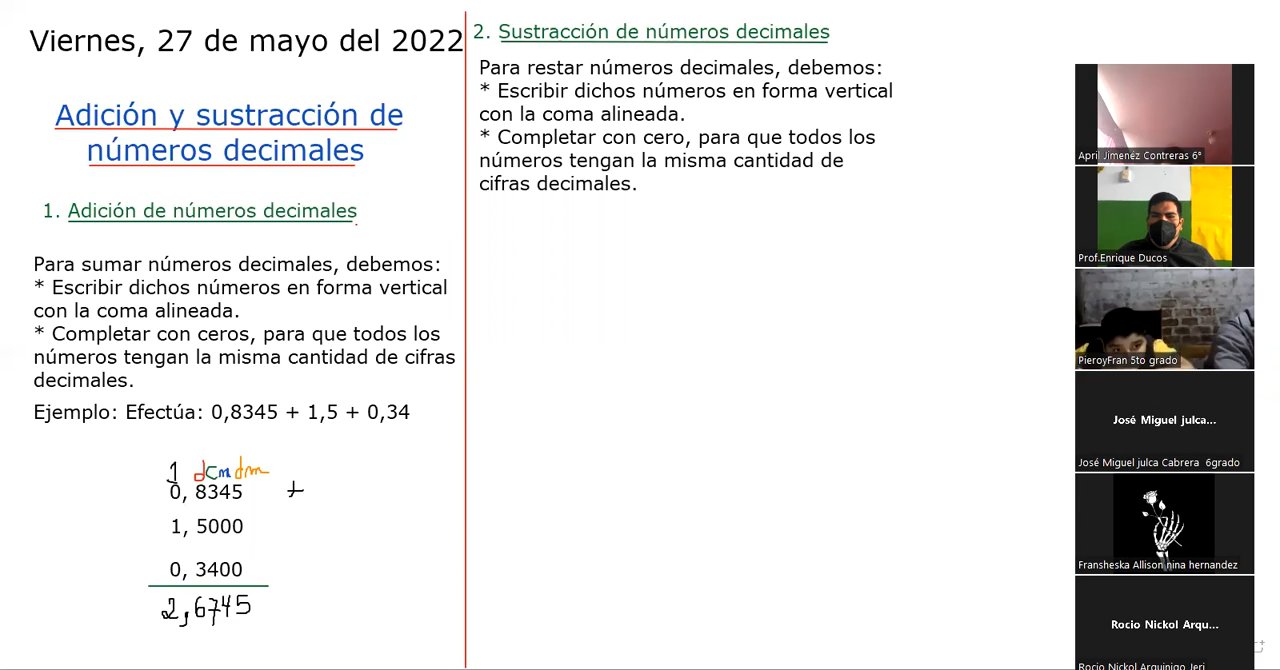 Viernes, 27 de mayo del 2022
Adición y sustracción de
números decimales
1. Adición de números decimales
Para sumar números decimales, debemos:
* Escribir dichos números en forma vertical
con la coma alineada.
* Completar con ceros, para que todos los
números tengan la misma cantidad de cifras
decimales.
Ejemplo: Efectúa: 0,8345 + 1,5 + 0,34
1 dcmdm
0, 8345 +
1, 5000
0, 3400
2,6745
2. Sustracción de números decimales
Para restar números decimales, debemos:
* Escribir dichos números en forma vertical
con la coma alineada.
* Completar con cero, para que todos los
números tengan la misma cantidad de
cifras decimales.
April Jimenéz Contreras 6°
Prof.Enrique Ducos
PieroyFran 5to grado
José Miguel julca...
José Miguel julca Cabrera 6grado
Fransheska Allison nina hernandez
Rocio Nickol Arqu...
Rocio Nickol Arquinigo Jeri